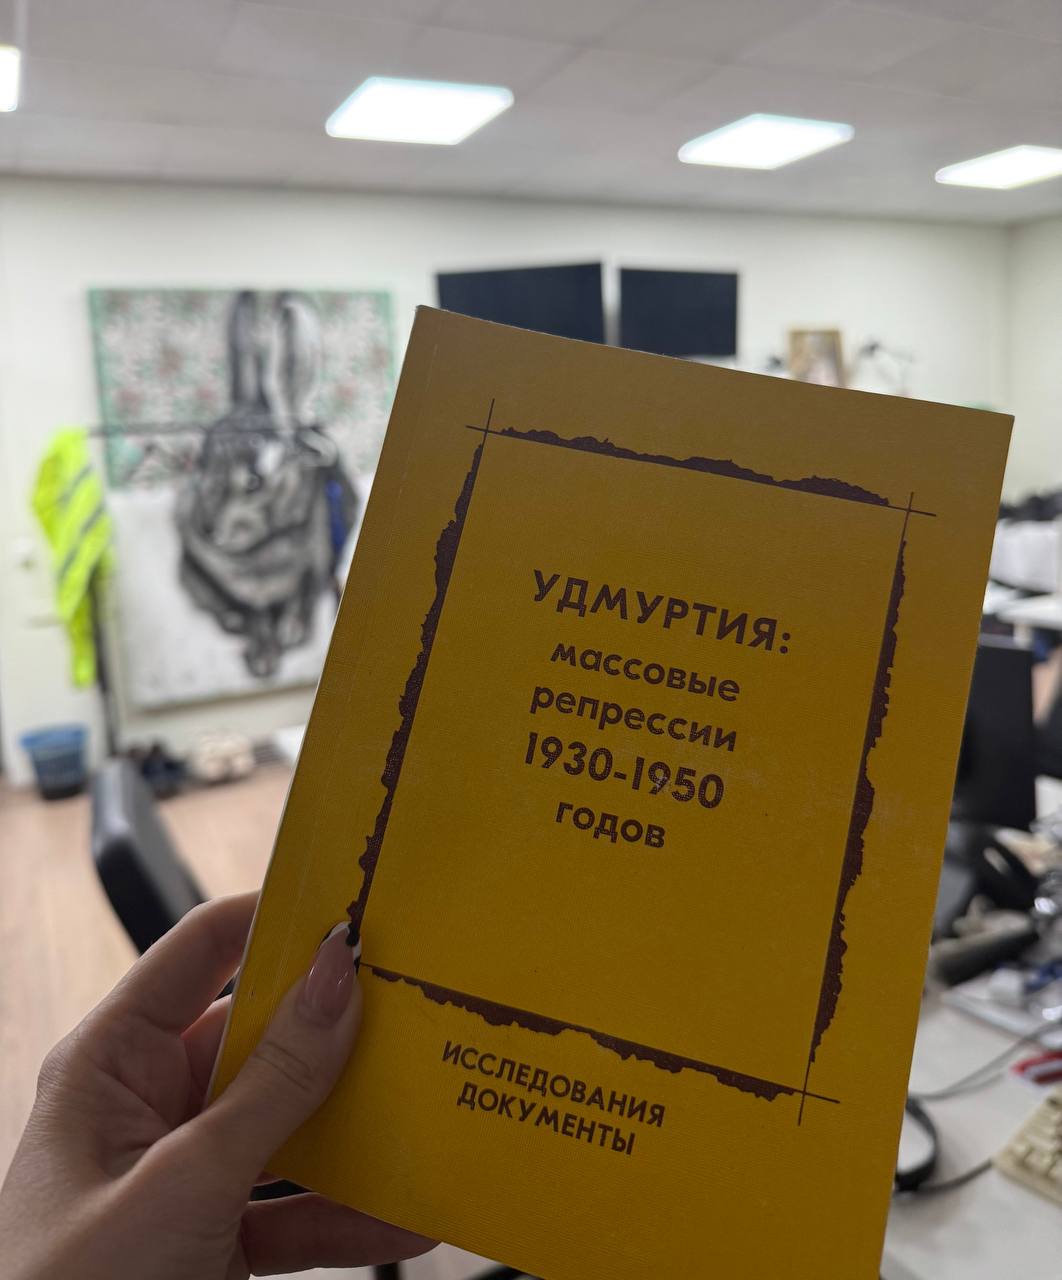 УДМУРТИЯ:
массовые
репрессии
1930-1950
годов
ИССЛЕДОВАНИЯ
ДОКУМЕНТЫ